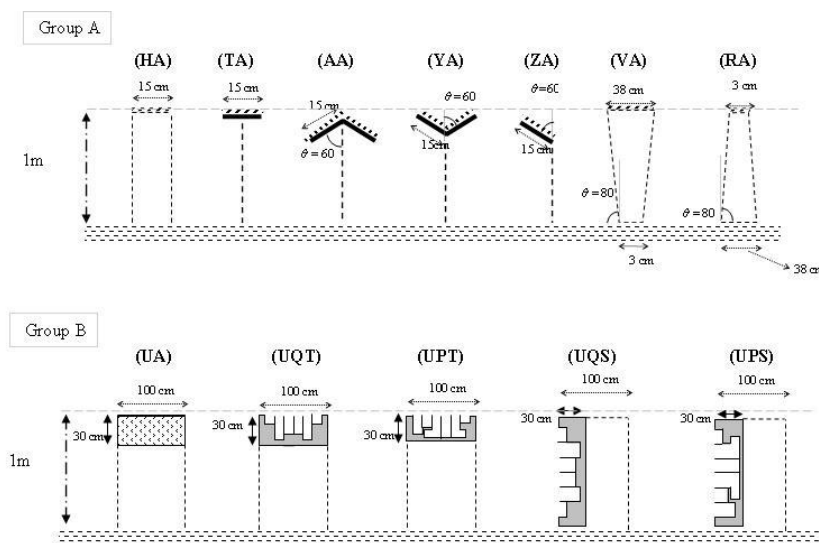 Group A
(HA) (TA) (AA) (YA) (ZA) (VA) (RA)
15 cm 15 cm 38 cm 3 cm
15 cm θ = 60 θ = 60
15 cm 15 cm
θ = 60
1m
θ = 80 θ = 80
3 cm
38 cm
Group B
(UA) (UQT) (UPT) (UQS) (UPS)
100 cm 100 cm 100 cm 100 cm 100 cm
30 cm 30 cm 30 cm 30 cm 30 cm
1m